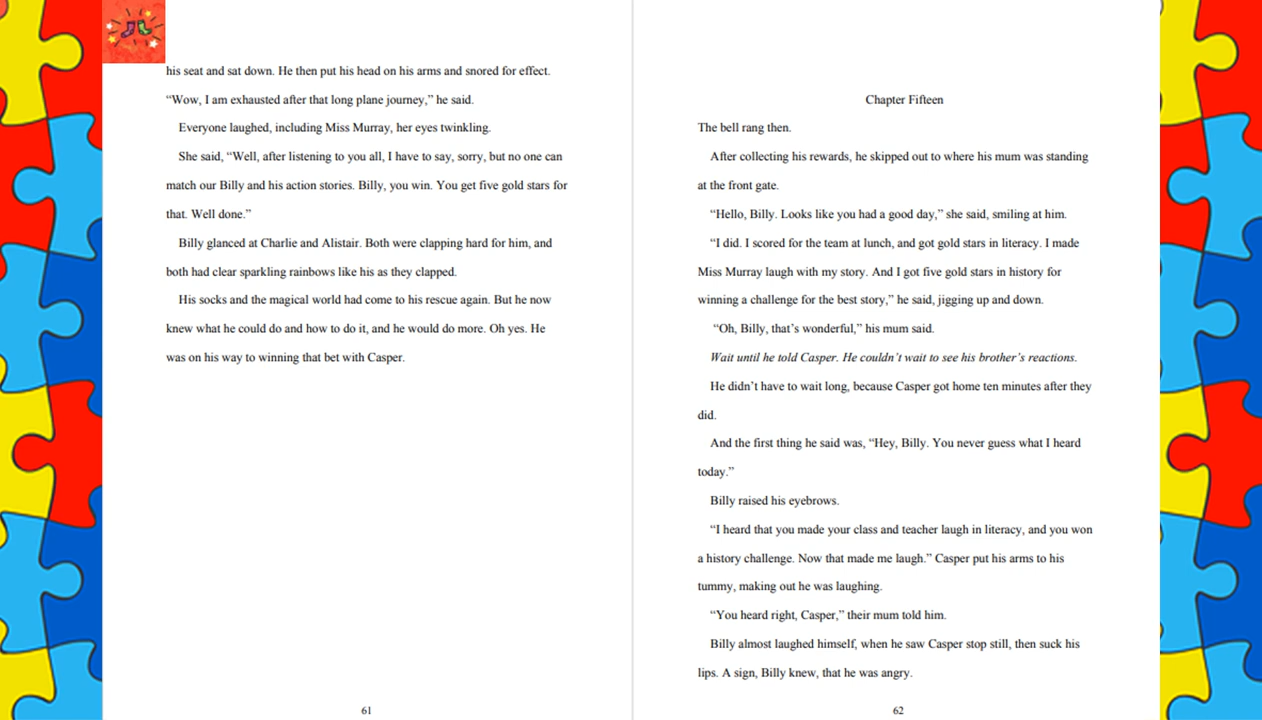 his seat and sat down. He then put his head on his arms and snored for effect.
“Wow, I am exhausted after that long plane journey,” he said.
Everyone laughed, including Miss Murray, her eyes twinkling.
She said, “Well, after listening to you all, I have to say, sorry, but no one can
match our Billy and his action stories. Billy, you win. You get five gold stars for
that. Well done.”
Billy glanced at Charlie and Alistair. Both were clapping hard for him, and
both had clear sparkling rainbows like his as they clapped.
His socks and the magical world had come to his rescue again. But he now
knew what he could do and how to do it, and he would do more. Oh yes. He
was on his way to winning that bet with Casper.
61
Chapter Fifteen
The bell rang then.
After collecting his rewards, he skipped out to where his mum was standing
at the front gate.
“Hello, Billy. Looks like you had a good day,” she said, smiling at him.
“I did. I scored for the team at lunch, and got gold stars in literacy. I made
Miss Murray laugh with my story. And I got five gold stars in history for
winning a challenge for the best story,” he said, jigging up and down.
“Oh, Billy, that’s wonderful,” his mum said.
Wait until he told Casper. He couldn’t wait to see his brother’s reactions.
He didn’t have to wait long, because Casper got home ten minutes after they
did.
And the first thing he said was, “Hey, Billy. You never guess what I heard
today.”
Billy raised his eyebrows.
“I heard that you made your class and teacher laugh in literacy, and you won
a history challenge. Now that made me laugh.” Casper put his arms to his
tummy, making out he was laughing.
“You heard right, Casper,” their mum told him.
Billy almost laughed himself, when he saw Casper stop still, then suck his
lips. A sign, Billy knew, that he was angry.
62